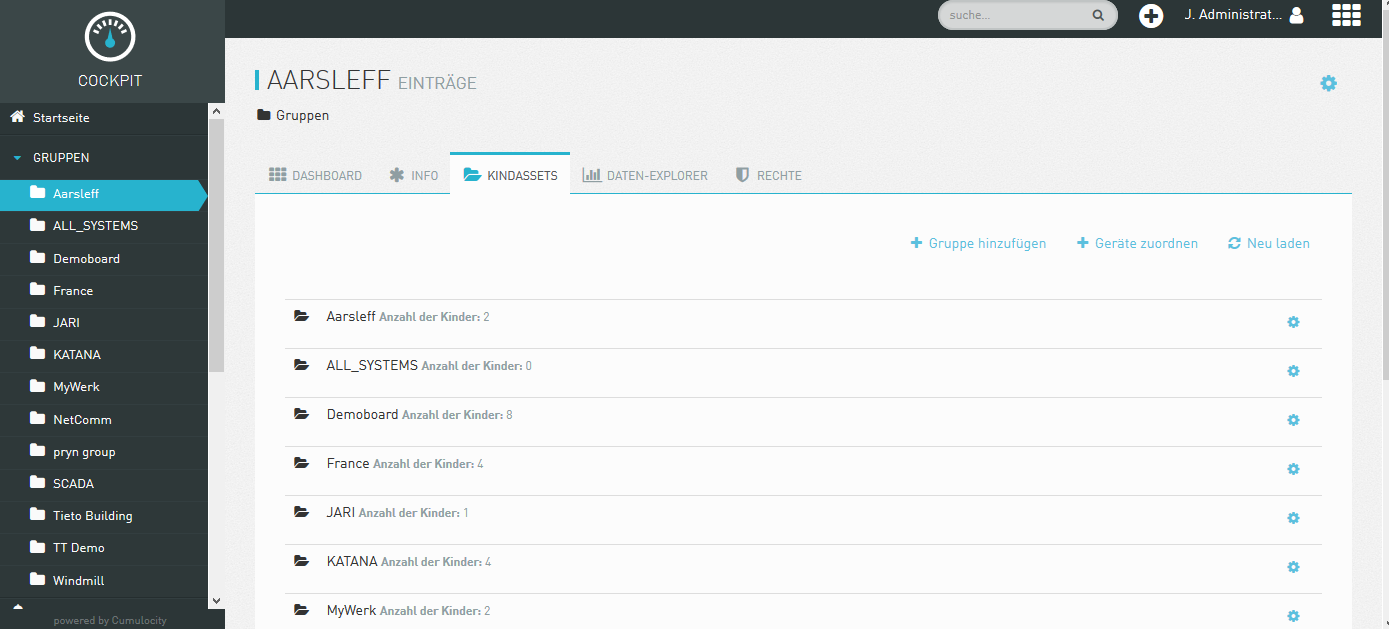 suche...
J. Administrat...
COCKPIT
Startseite
GRUPPEN
Aarsleff
ALL_SYSTEMS
Demoboard
France
JARI
KATANA
MyWerk
NetComm
pryn group
SCADA
Tieto Building
TT Demo
Windmill
powered by Cumulocity
AARSLEFF EINTRÄGE
Gruppen
DASHBOARD INFO KINDASSETS DATEN-EXPLORER RECHTE
Gruppe hinzufügen Geräte zuordnen Neu laden
Aarsleff Anzahl der Kinder: 2
ALL_SYSTEMS Anzahl der Kinder: 0
Demoboard Anzahl der Kinder: 8
France Anzahl der Kinder: 4
JARI Anzahl der Kinder: 1
KATANA Anzahl der Kinder: 4
MyWerk Anzahl der Kinder: 2